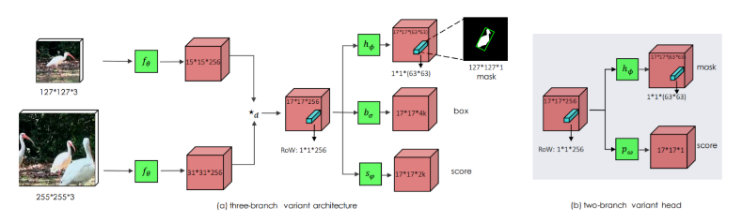 127*127*3
f_θ
15*15*256
255*255*3
f_θ
31*31*256
*_d
17*17*256
RoW: 1*1*256
h_ϕ
17*17*(63*63)
1*1*(63*63)
127*127*1
mask
b_σ
17*17*4k
box
s_φ
17*17*2k
score
(a) three-branch variant architecture
17*17*256
RoW: 1*1*256
h_ϕ
17*17*(63*63)
1*1*(63*63)
mask
p_ω
17*17*1
score
(b) two-branch variant head